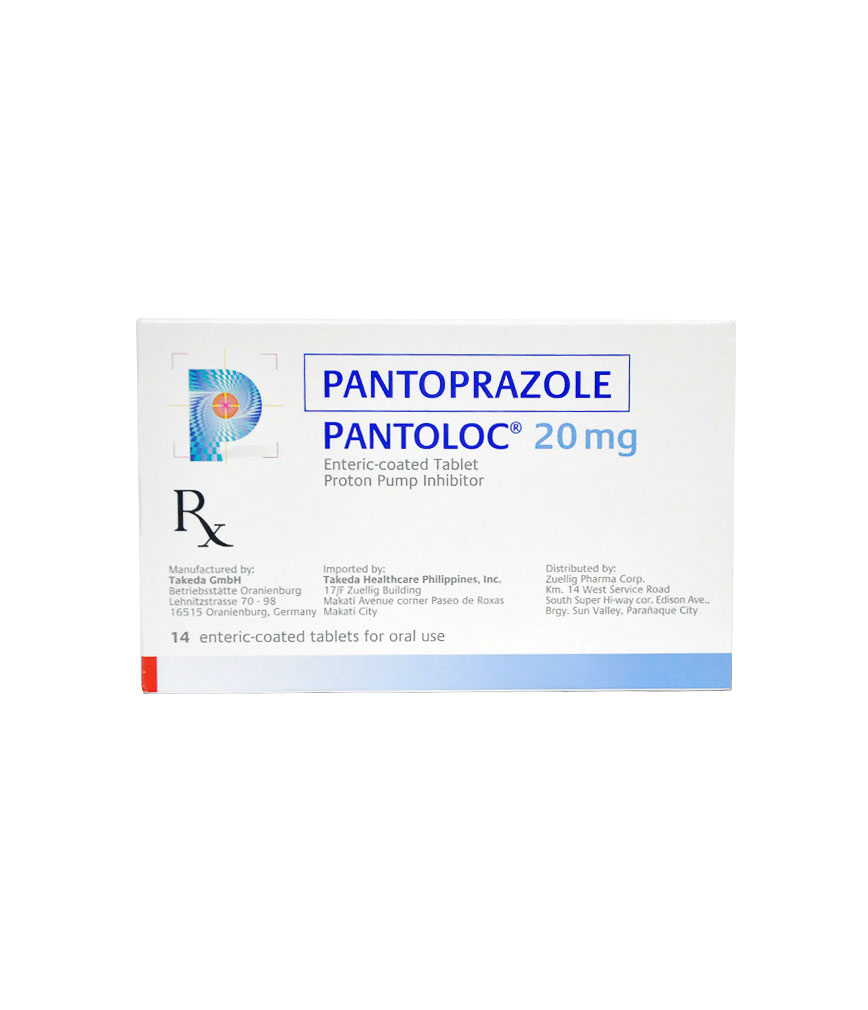 P
PANTOPRAZOLE
PANTOLOC® 20 mg
Enteric-coated Tablet
Proton Pump Inhibitor
Rx
Manufactured by:
Takeda GmbH
Betriebsstätte Oranienburg
Lehnitzstrasse 70 - 98
16515 Oranienburg, Germany
Imported by:
Takeda Healthcare Philippines, Inc.
17/F Zuellig Building
Makati Avenue corner Paseo de Roxas
Makati City
Distributed by:
Zuellig Pharma Corp.
Km. 14 West Service Road
South Super Hi-way cor. Edison Ave.,
Brgy. Sun Valley, Parañaque City
14 enteric-coated tablets for oral use